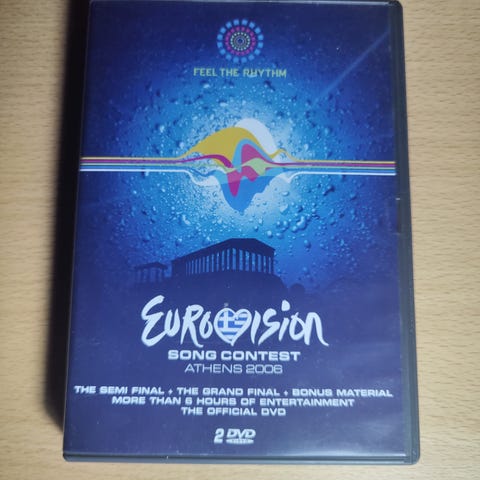 FEEL THE RHYTHM
EUROVISION
SONG CONTEST
ATHENS 2006
THE SEMI FINAL + THE GRAND FINAL + BONUS MATERIAL
MORE THAN 6 HOURS OF ENTERTAINMENT
THE OFFICIAL DVD
2 DVD
VIDEO